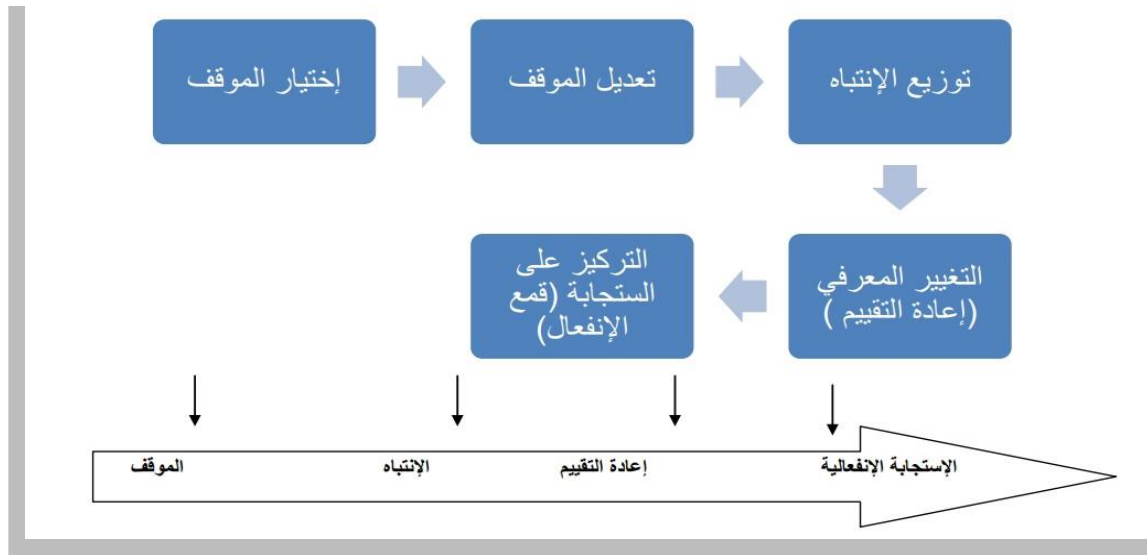 إختيار الموقف
تعديل الموقف
توزيع الإنتباه
التغيير المعرفي
(إعادة التقييم )
التركيز على
الستجابة (قمع
الإنفعال)
الموقف
الإنتباه
إعادة التقييم
الإستجابة الإنفعالية